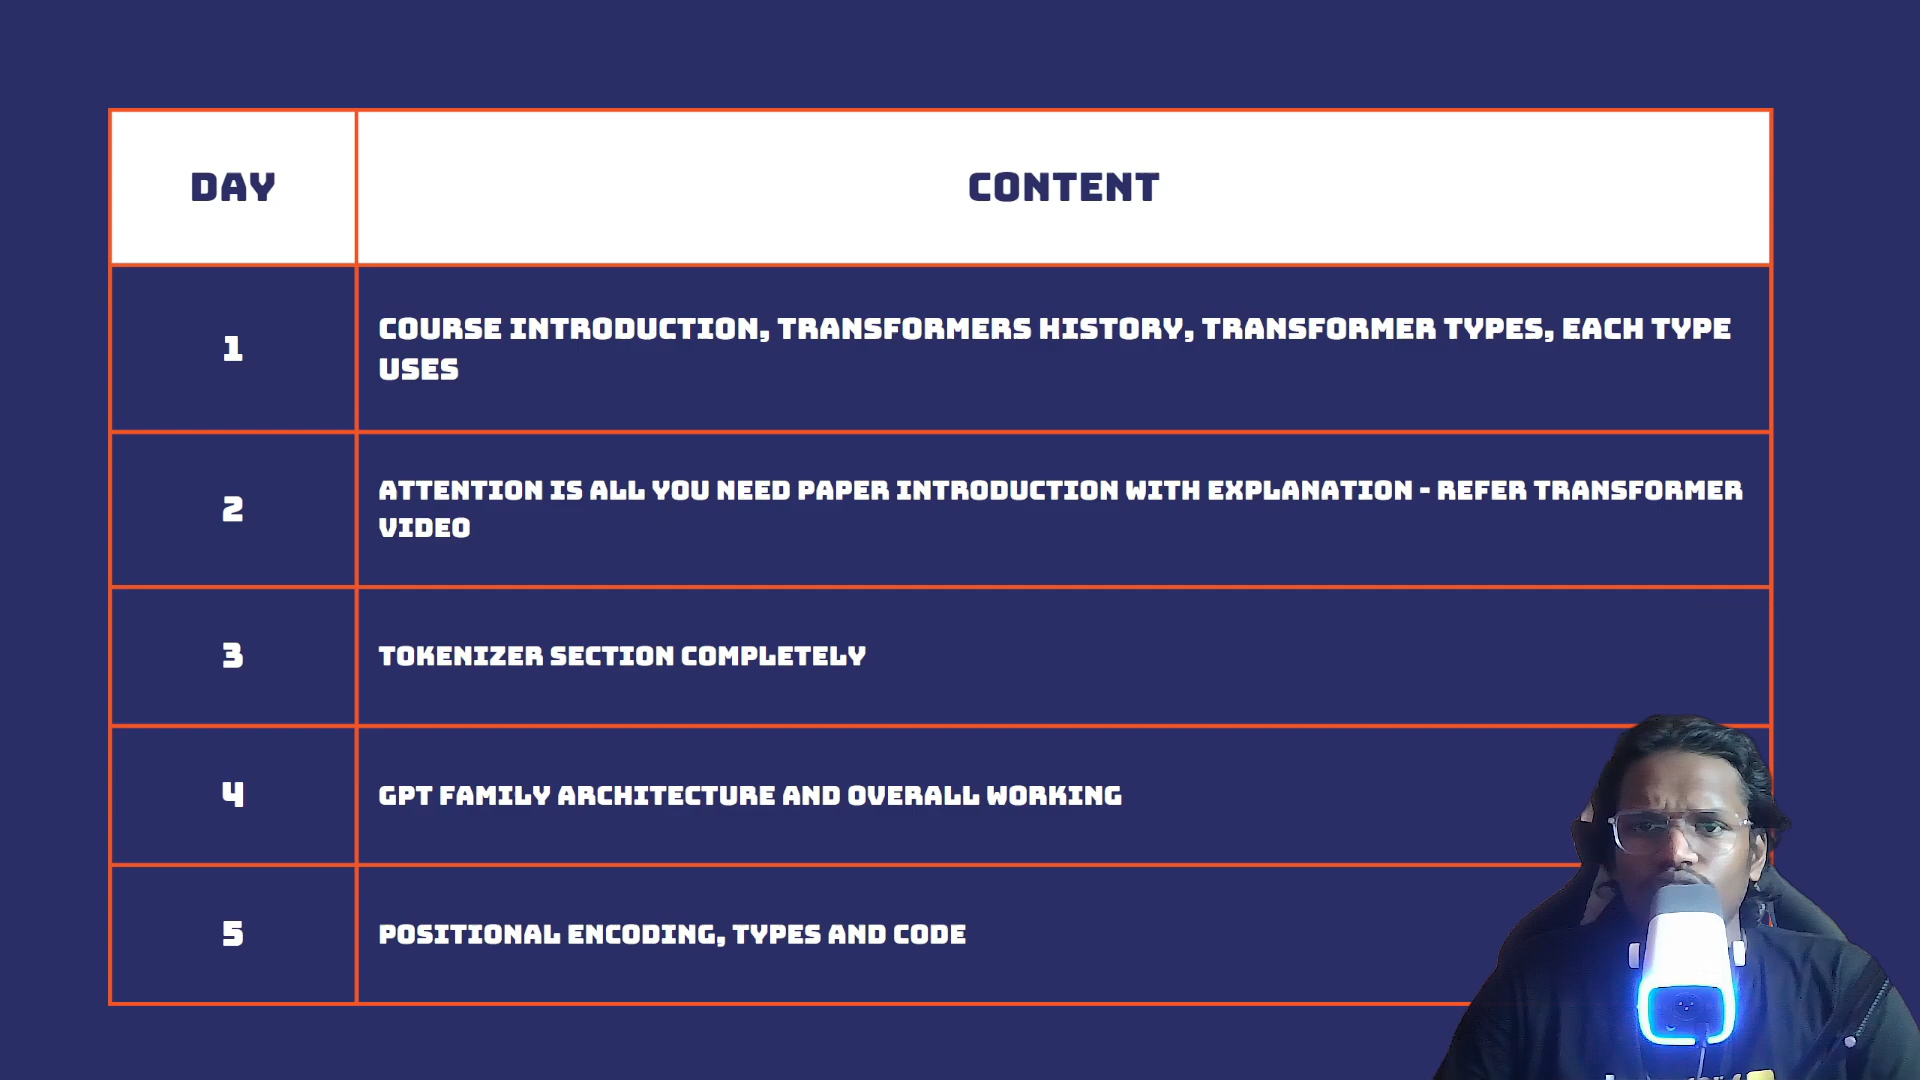 DAY
CONTENT
1
COURSE INTRODUCTION, TRANSFORMERS HISTORY, TRANSFORMER TYPES, EACH TYPE
USES
2
ATTENTION IS ALL YOU NEED PAPER INTRODUCTION WITH EXPLANATION - REFER TRANSFORMER
VIDEO
3
TOKENIZER SECTION COMPLETELY
4
GPT FAMILY ARCHITECTURE AND OVERALL WORKING
5
POSITIONAL ENCODING, TYPES AND CODE